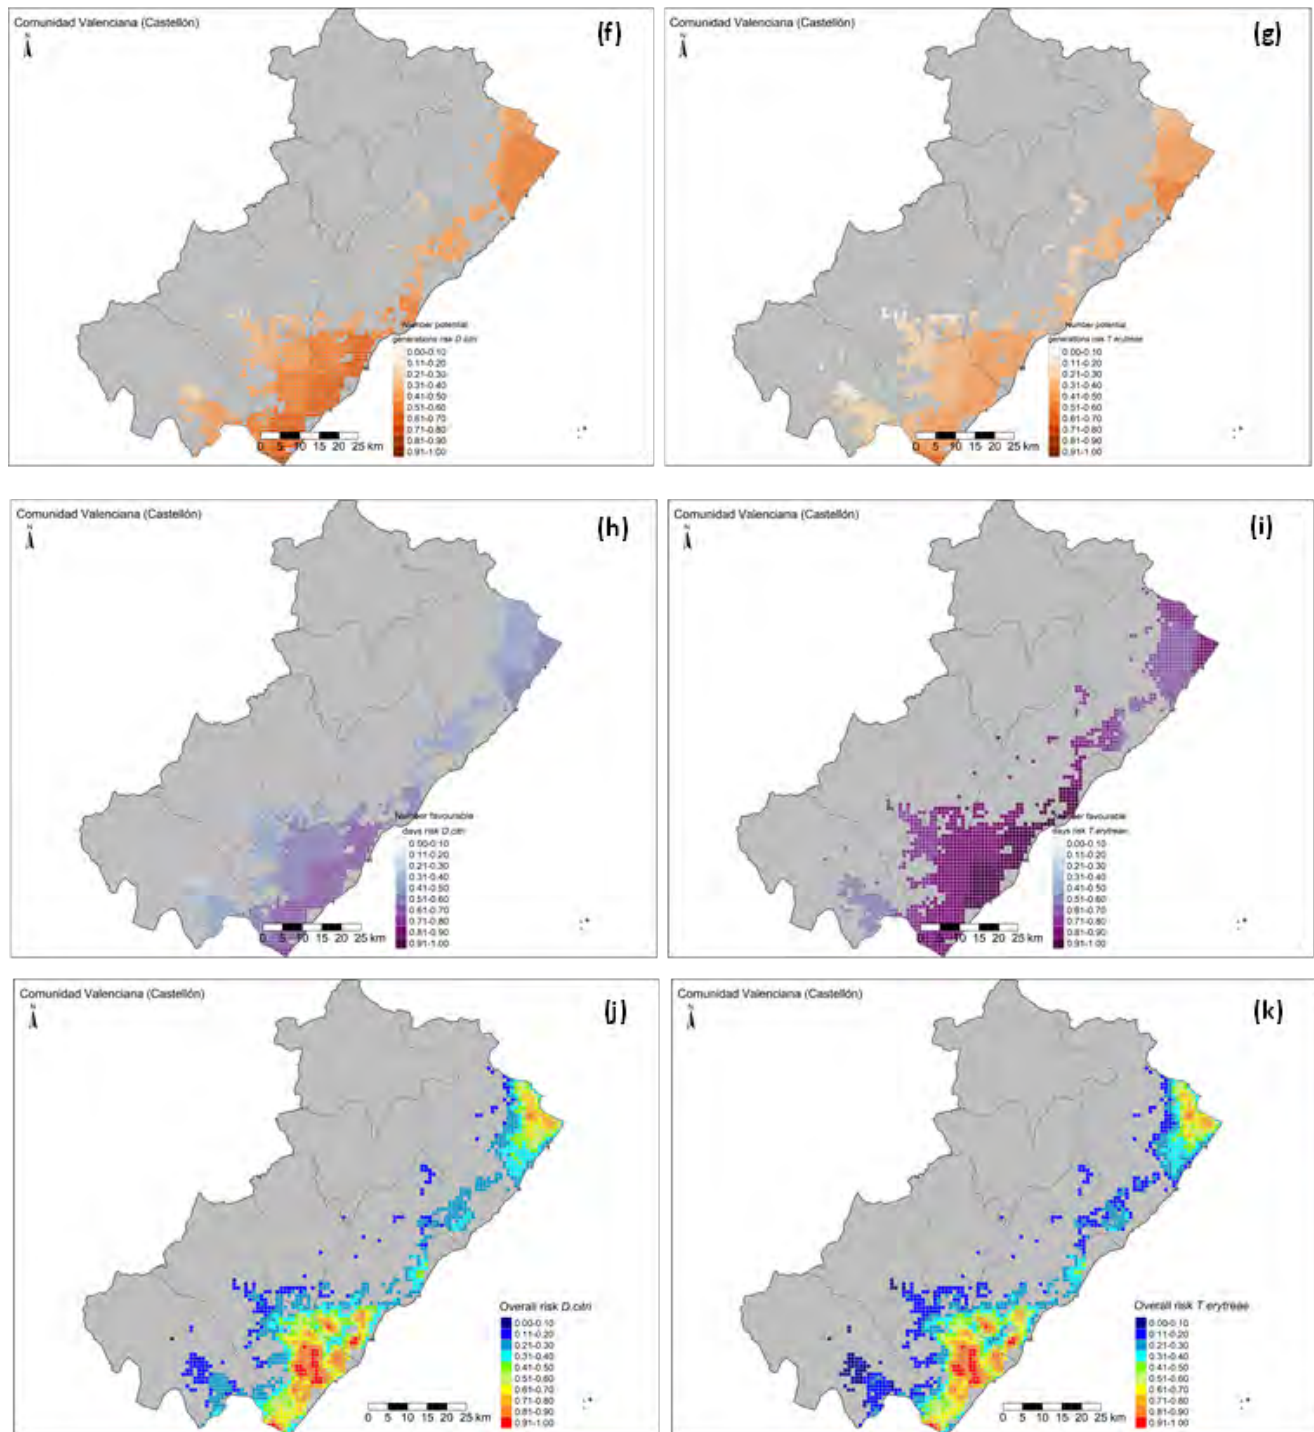 Comunidad Valenciana (Castellón)
N
(f)
Number potential
generations risk D.citri
0.00-0.10
0.11-0.20
0.21-0.30
0.31-0.40
0.41-0.50
0.51-0.60
0.61-0.70
0.71-0.80
0.81-0.90
0.91-1.00
0 5 10 15 20 25 km
Comunidad Valenciana (Castellón)
N
(g)
Number potential
generations risk T.erytreae
0.00-0.10
0.11-0.20
0.21-0.30
0.31-0.40
0.41-0.50
0.51-0.60
0.61-0.70
0.71-0.80
0.81-0.90
0.91-1.00
0 5 10 15 20 25 km
Comunidad Valenciana (Castellón)
N
(h)
Number favourable
days risk D.citri
0.00-0.10
0.11-0.20
0.21-0.30
0.31-0.40
0.41-0.50
0.51-0.60
0.61-0.70
0.71-0.80
0.81-0.90
0.91-1.00
0 5 10 15 20 25 km
Comunidad Valenciana (Castellón)
N
(i)
Number favourable
days risk T.erytreae
0.00-0.10
0.11-0.20
0.21-0.30
0.31-0.40
0.41-0.50
0.51-0.60
0.61-0.70
0.71-0.80
0.81-0.90
0.91-1.00
0 5 10 15 20 25 km
Comunidad Valenciana (Castellón)
N
(j)
Overall risk D.citri
0.00-0.10
0.11-0.20
0.21-0.30
0.31-0.40
0.41-0.50
0.51-0.60
0.61-0.70
0.71-0.80
0.81-0.90
0.91-1.00
0 5 10 15 20 25 km
Comunidad Valenciana (Castellón)
N
(k)
Overall risk T.erytreae
0.00-0.10
0.11-0.20
0.21-0.30
0.31-0.40
0.41-0.50
0.51-0.60
0.61-0.70
0.71-0.80
0.81-0.90
0.91-1.00
0 5 10 15 20 25 km